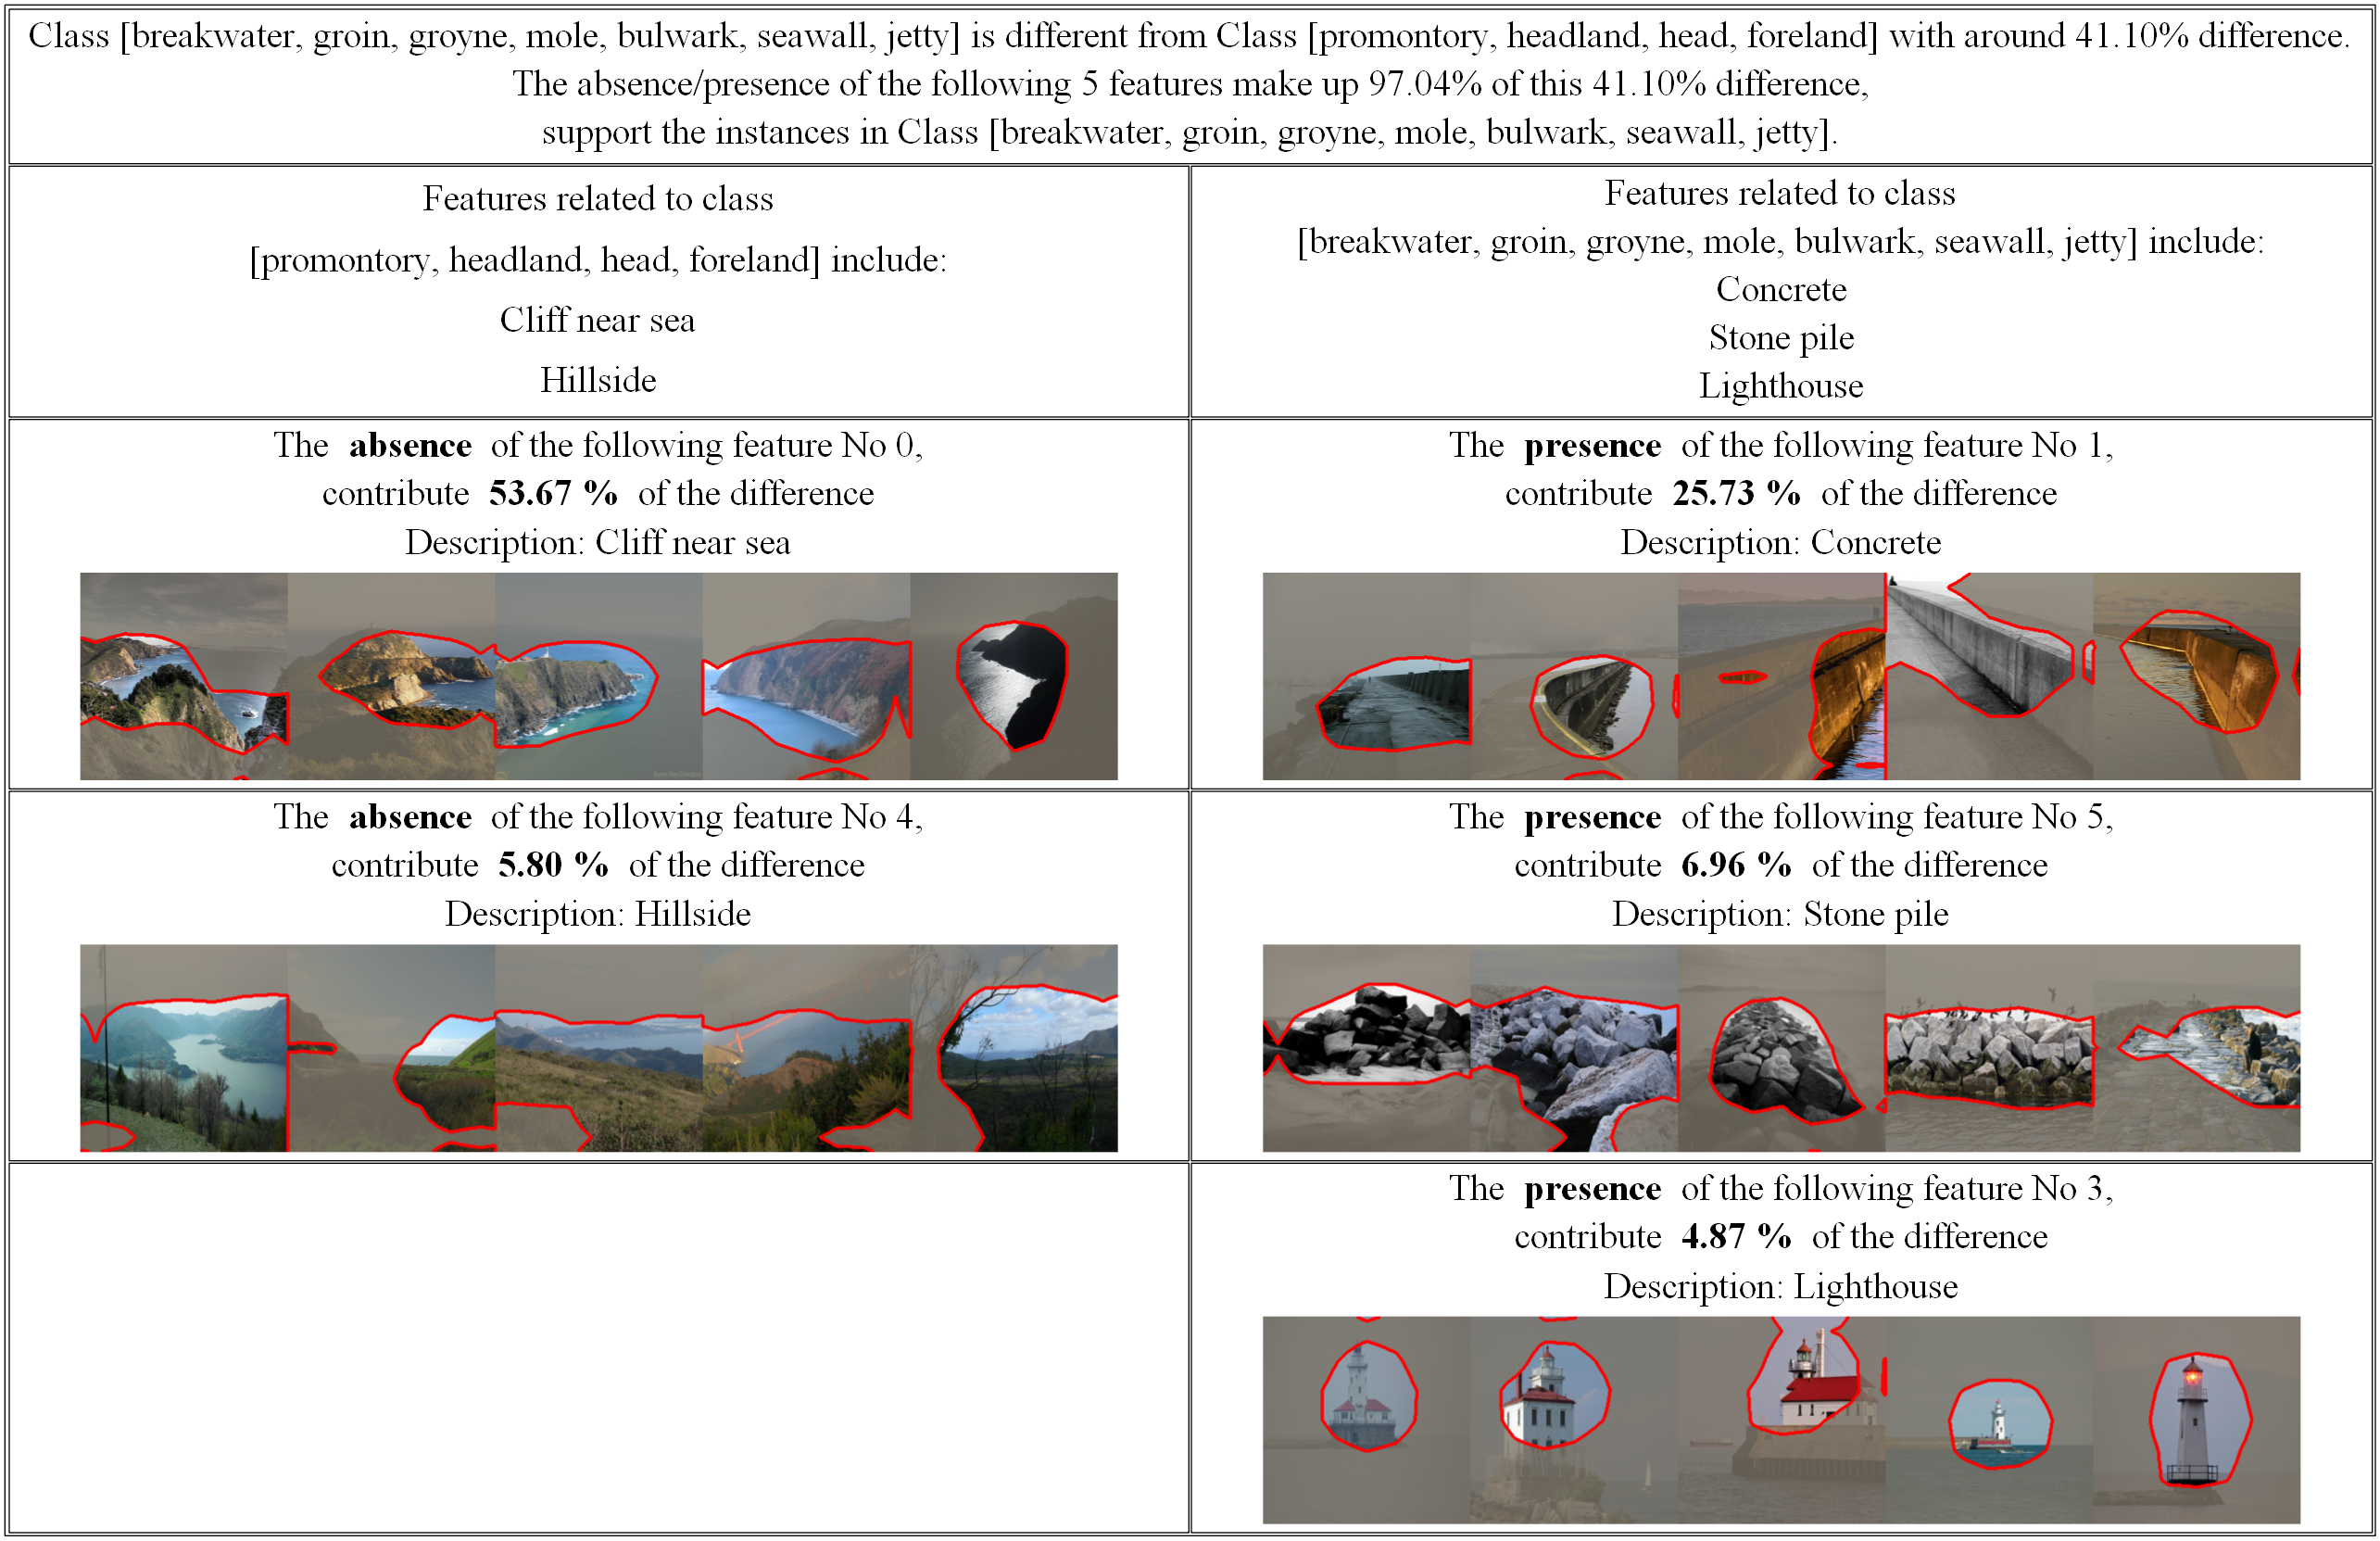 Class [breakwater, groin, groyne, mole, bulwark, seawall, jetty] is different from Class [promontory, headland, head, foreland] with around 41.10% difference.
The absence/presence of the following 5 features make up 97.04% of this 41.10% difference,
support the instances in Class [breakwater, groin, groyne, mole, bulwark, seawall, jetty].
Features related to class
[promontory, headland, head, foreland] include:
Cliff near sea
Hillside
Features related to class
[breakwater, groin, groyne, mole, bulwark, seawall, jetty] include:
Concrete
Stone pile
Lighthouse
The absence of the following feature No 0,
contribute 53.67 % of the difference
Description: Cliff near sea
The presence of the following feature No 1,
contribute 25.73 % of the difference
Description: Concrete
The absence of the following feature No 4,
contribute 5.80 % of the difference
Description: Hillside
The presence of the following feature No 5,
contribute 6.96 % of the difference
Description: Stone pile
The presence of the following feature No 3,
contribute 4.87 % of the difference
Description: Lighthouse